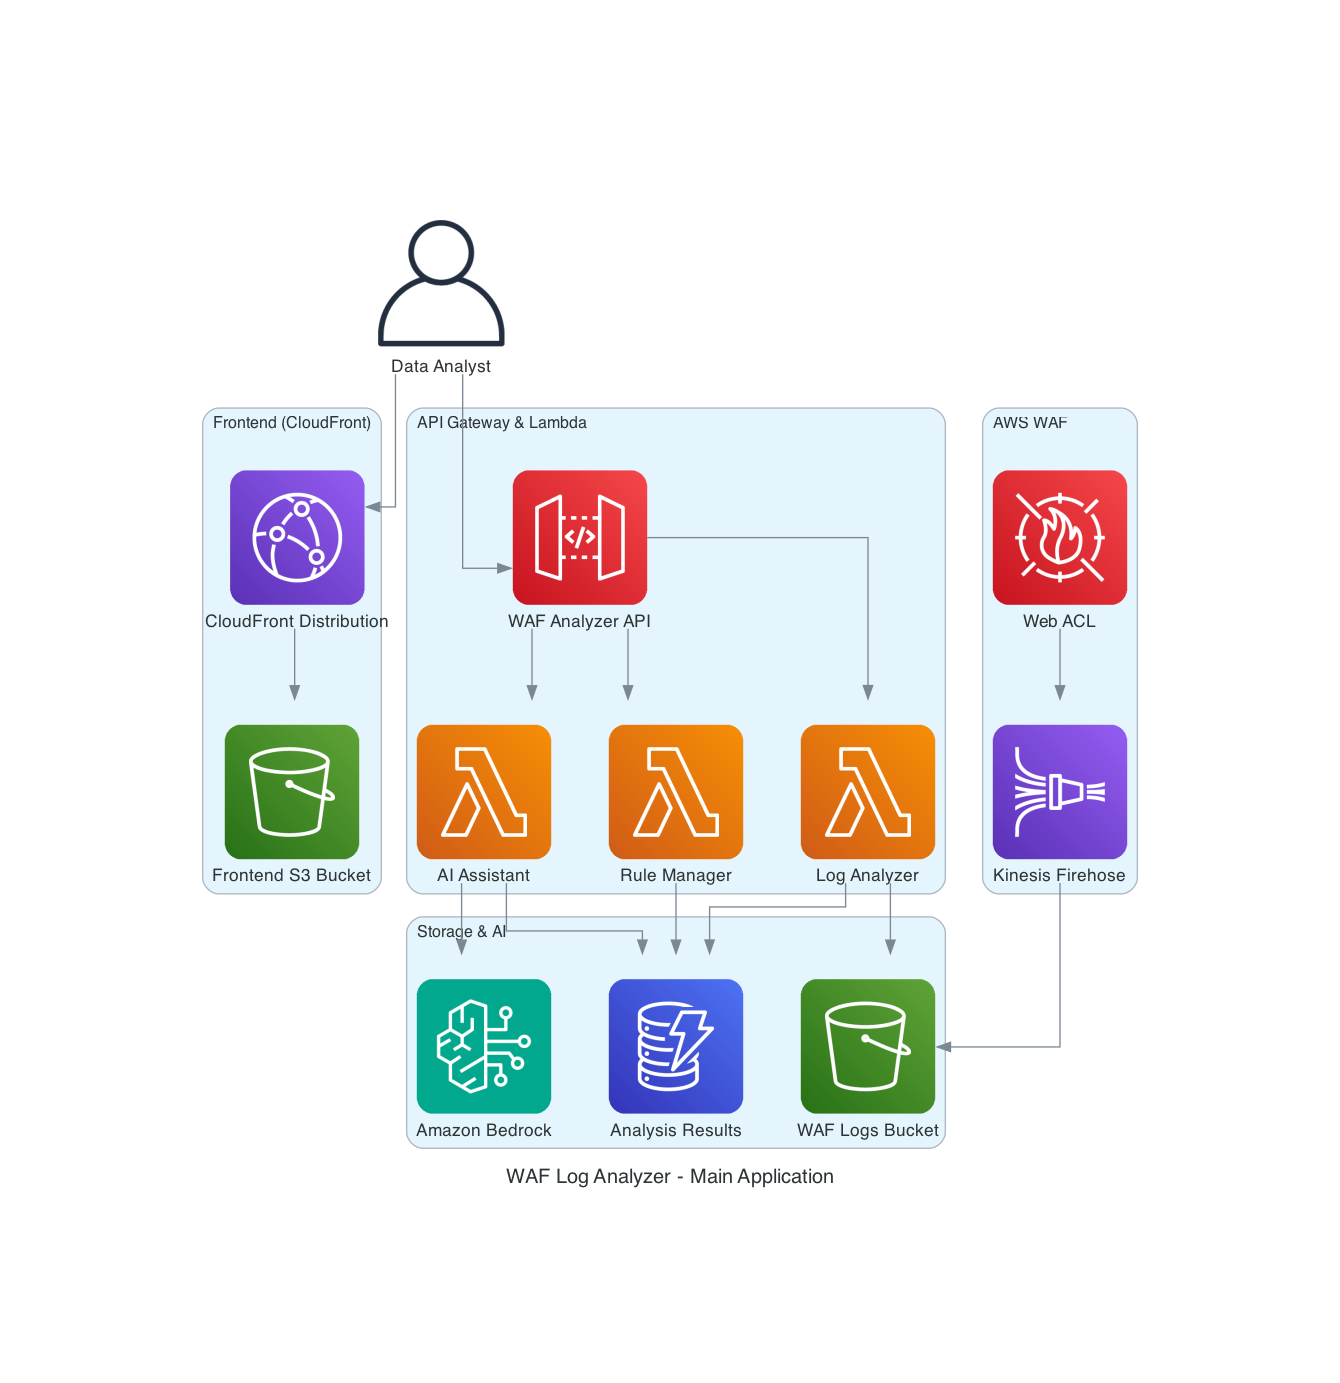 Data Analyst
Frontend (CloudFront)
API Gateway & Lambda
AWS WAF
CloudFront Distribution
WAF Analyzer API
Web ACL
Frontend S3 Bucket
AI Assistant
Rule Manager
Log Analyzer
Kinesis Firehose
Storage & AI
Amazon Bedrock
Analysis Results
WAF Logs Bucket
WAF Log Analyzer - Main Application